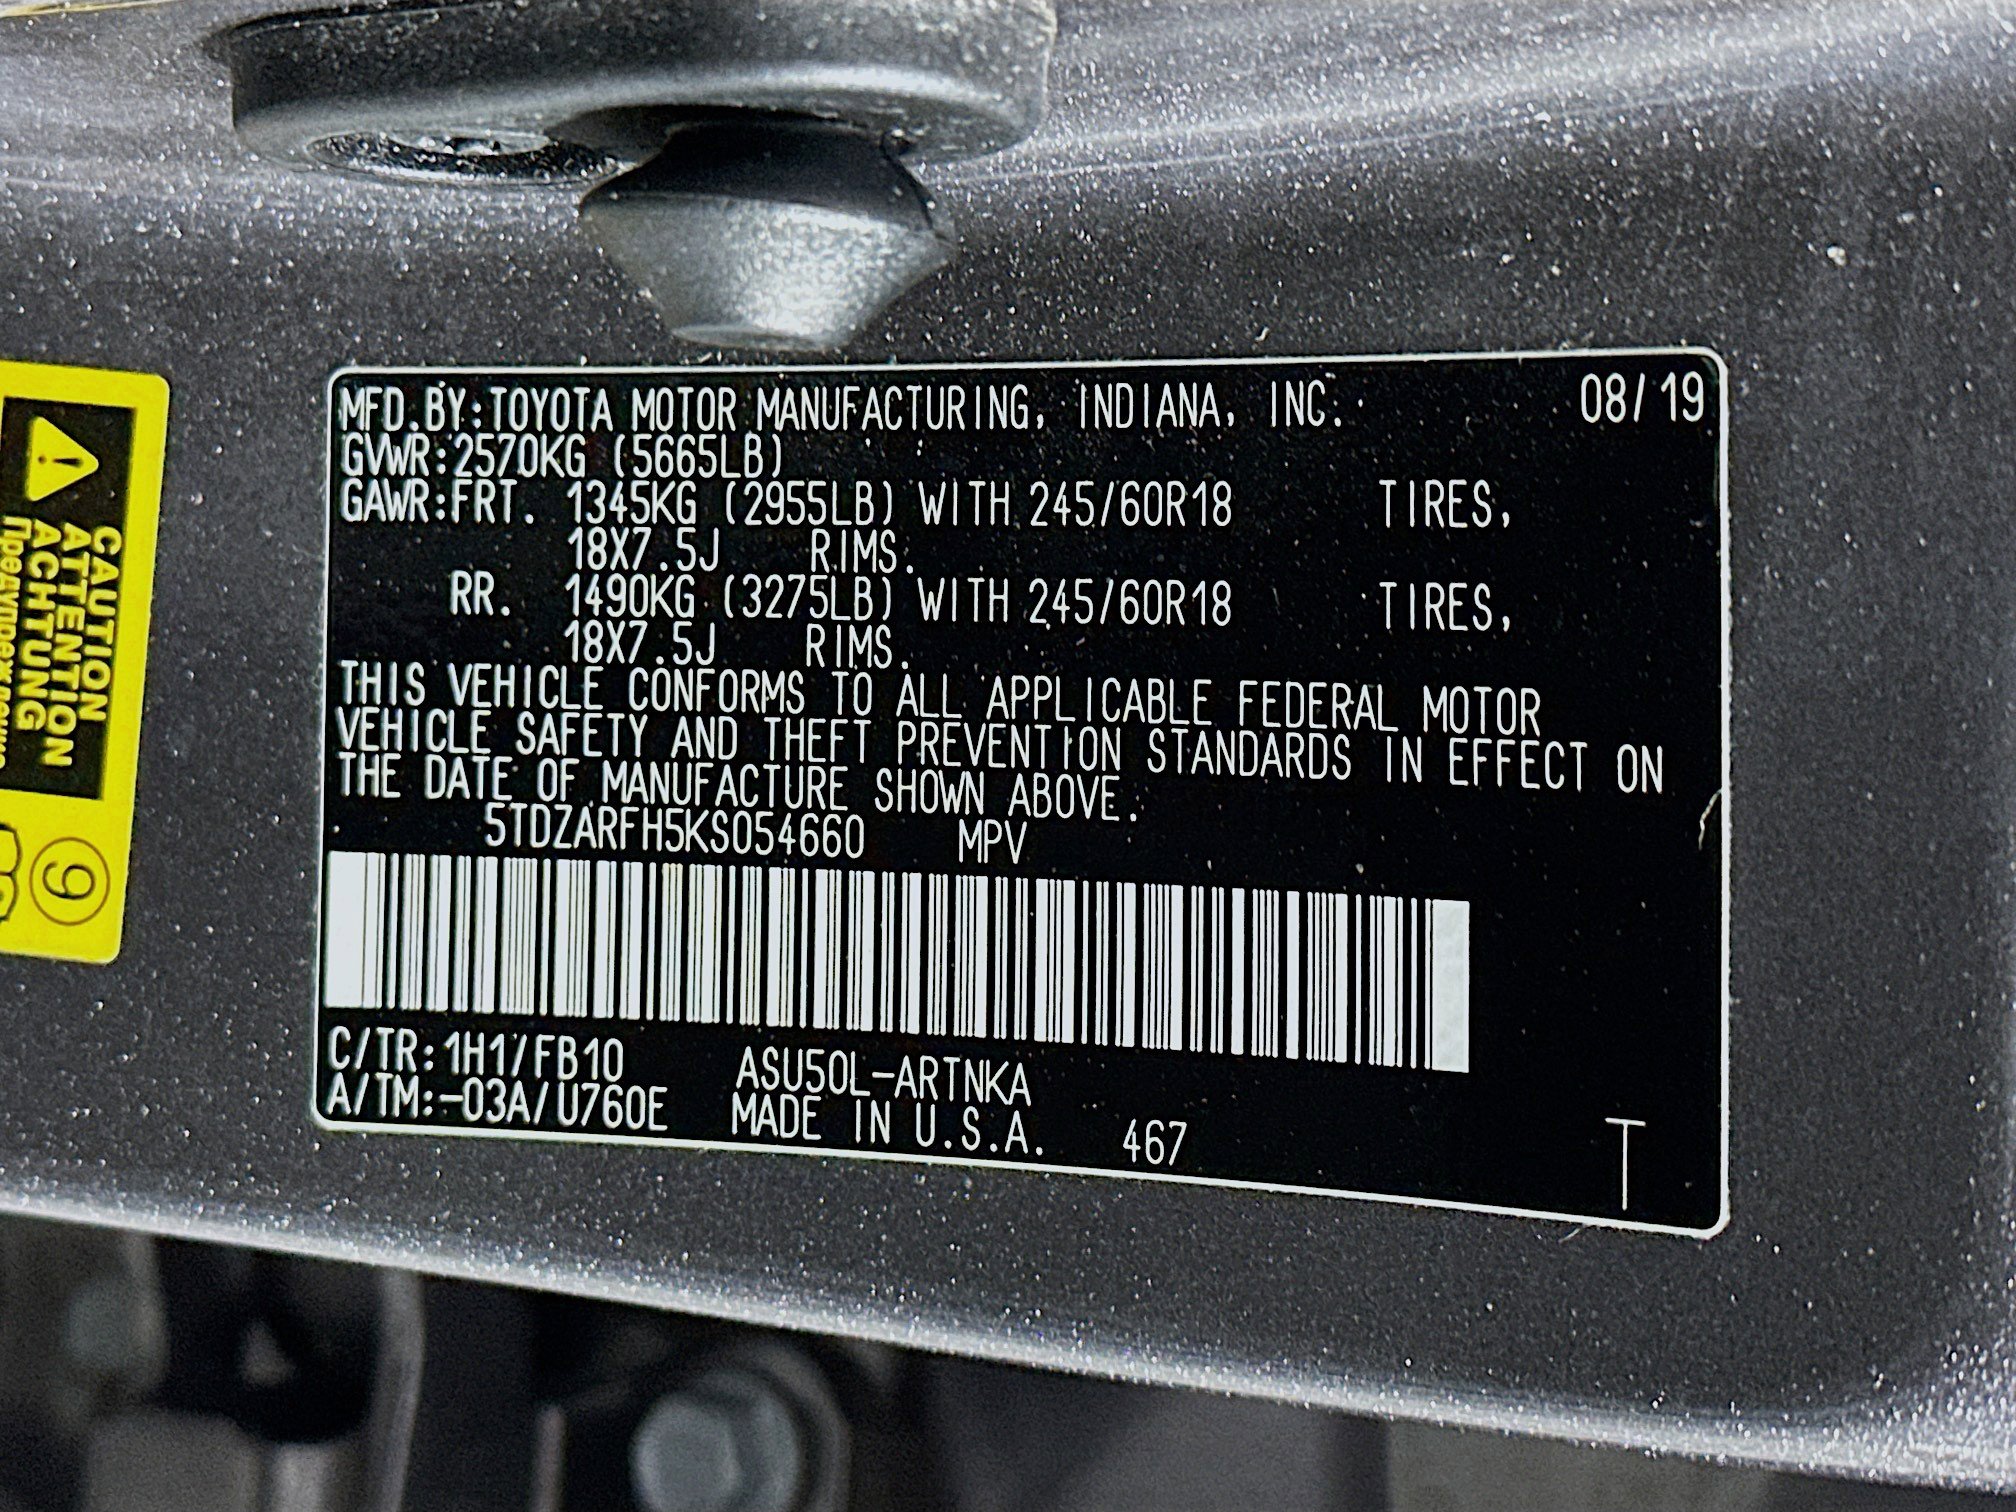 MFD.BY:TOYOTA MOTOR MANUFACTURING, INDIANA, INC. 08/19
GVWR:2570KG (5665LB)
GAWR:FRT. 1345KG (2955LB) WITH 245/60R18 TIRES,
18X7.5J RIMS.
RR. 1490KG (3275LB) WITH 245/60R18 TIRES,
18X7.5J RIMS.
THIS VEHICLE CONFORMS TO ALL APPLICABLE FEDERAL MOTOR
VEHICLE SAFETY AND THEFT PREVENTION STANDARDS IN EFFECT ON
THE DATE OF MANUFACTURE SHOWN ABOVE.
5TDZARFH5KS054660 MPV
C/TR:1H1/FB10 ASU50L-ARTNKA
A/TM:-03A/U760E MADE IN U.S.A. 467 T
CAUTION
ATTENTION
ACHTUNG
9